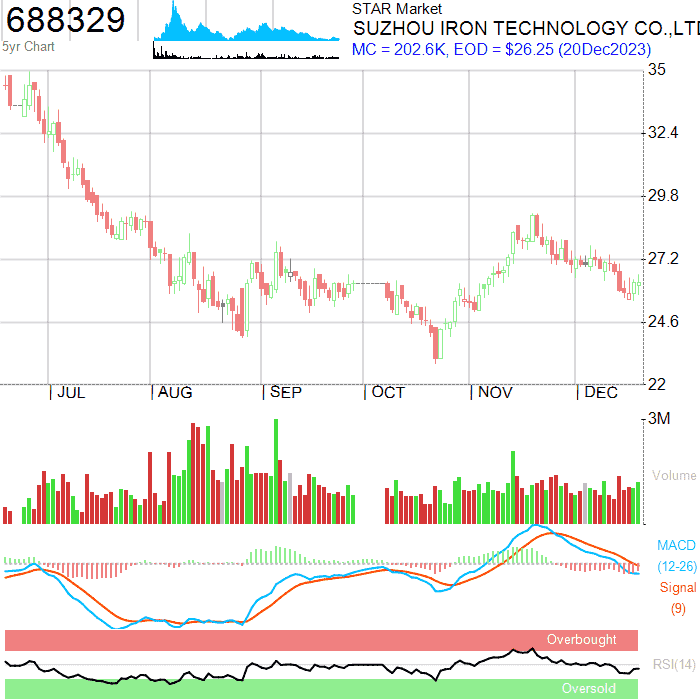 688329
5yr Chart
STAR Market
SUZHOU IRON TECHNOLOGY CO.,LTD
MC = 202.6K, EOD = $26.25 (20Dec2023)
35
32.4
29.8
27.2
24.6
22
JUL AUG SEP OCT NOV DEC
3M
Volume
MACD
(12-26)
Signal
(9)
Overbought
RSI(14)
Oversold